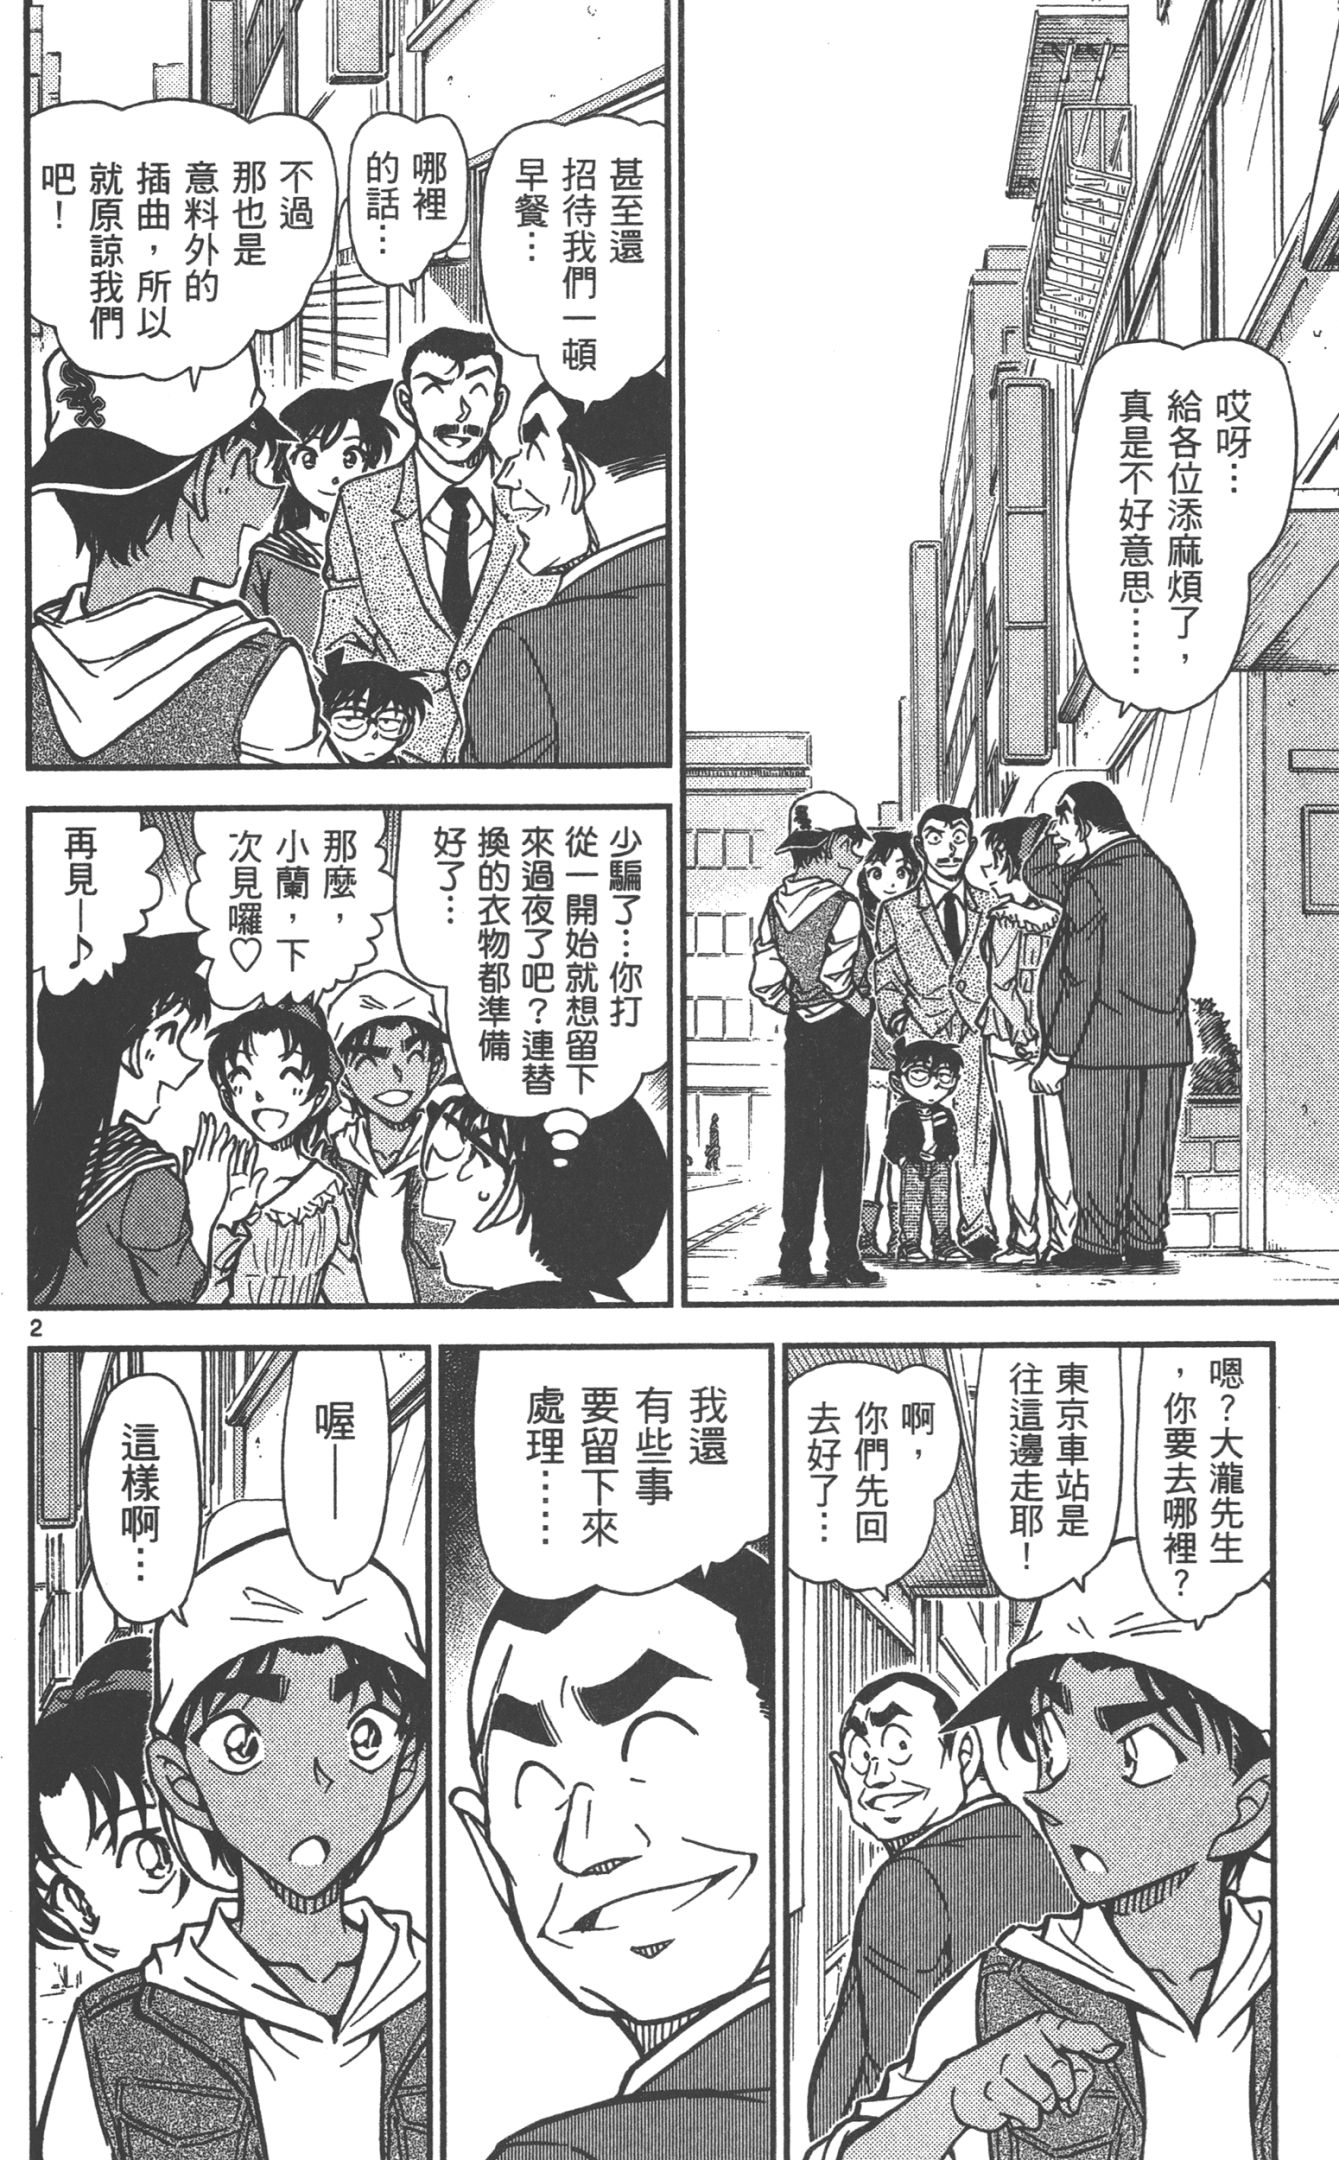 哎呀…
給各位添麻煩了，
真是不好意思……
甚至還
招待我們一頓
早餐…
哪裡
的話…
不過
那也是
意料外的
插曲，所以
就原諒我們
吧！
少騙了…你打
從一開始就想留下
來過夜了吧？連替
換的衣物都準備
好了…
那麼，
小蘭，下
次見囉♡
再見—♪
2
嗯？大瀧先生
，你要去哪裡？
東京車站是
往這邊走耶！
啊，
你們先回
去好了…
我還
有些事
要留下來
處理……
喔——
這樣啊…